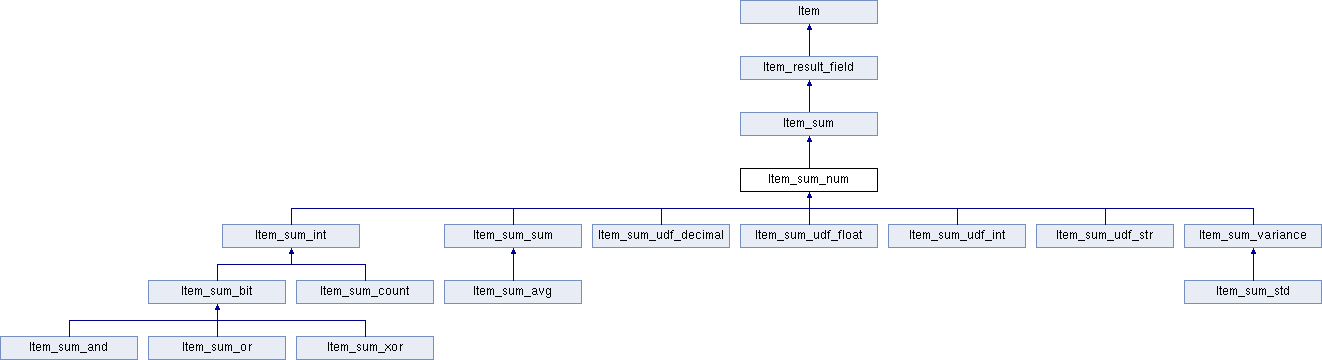 Item
Item_result_field
Item_sum
Item_sum_num
Item_sum_int
Item_sum_sum
Item_sum_udf_decimal
Item_sum_udf_float
Item_sum_udf_int
Item_sum_udf_str
Item_sum_variance
Item_sum_bit
Item_sum_count
Item_sum_avg
Item_sum_std
Item_sum_and
Item_sum_or
Item_sum_xor